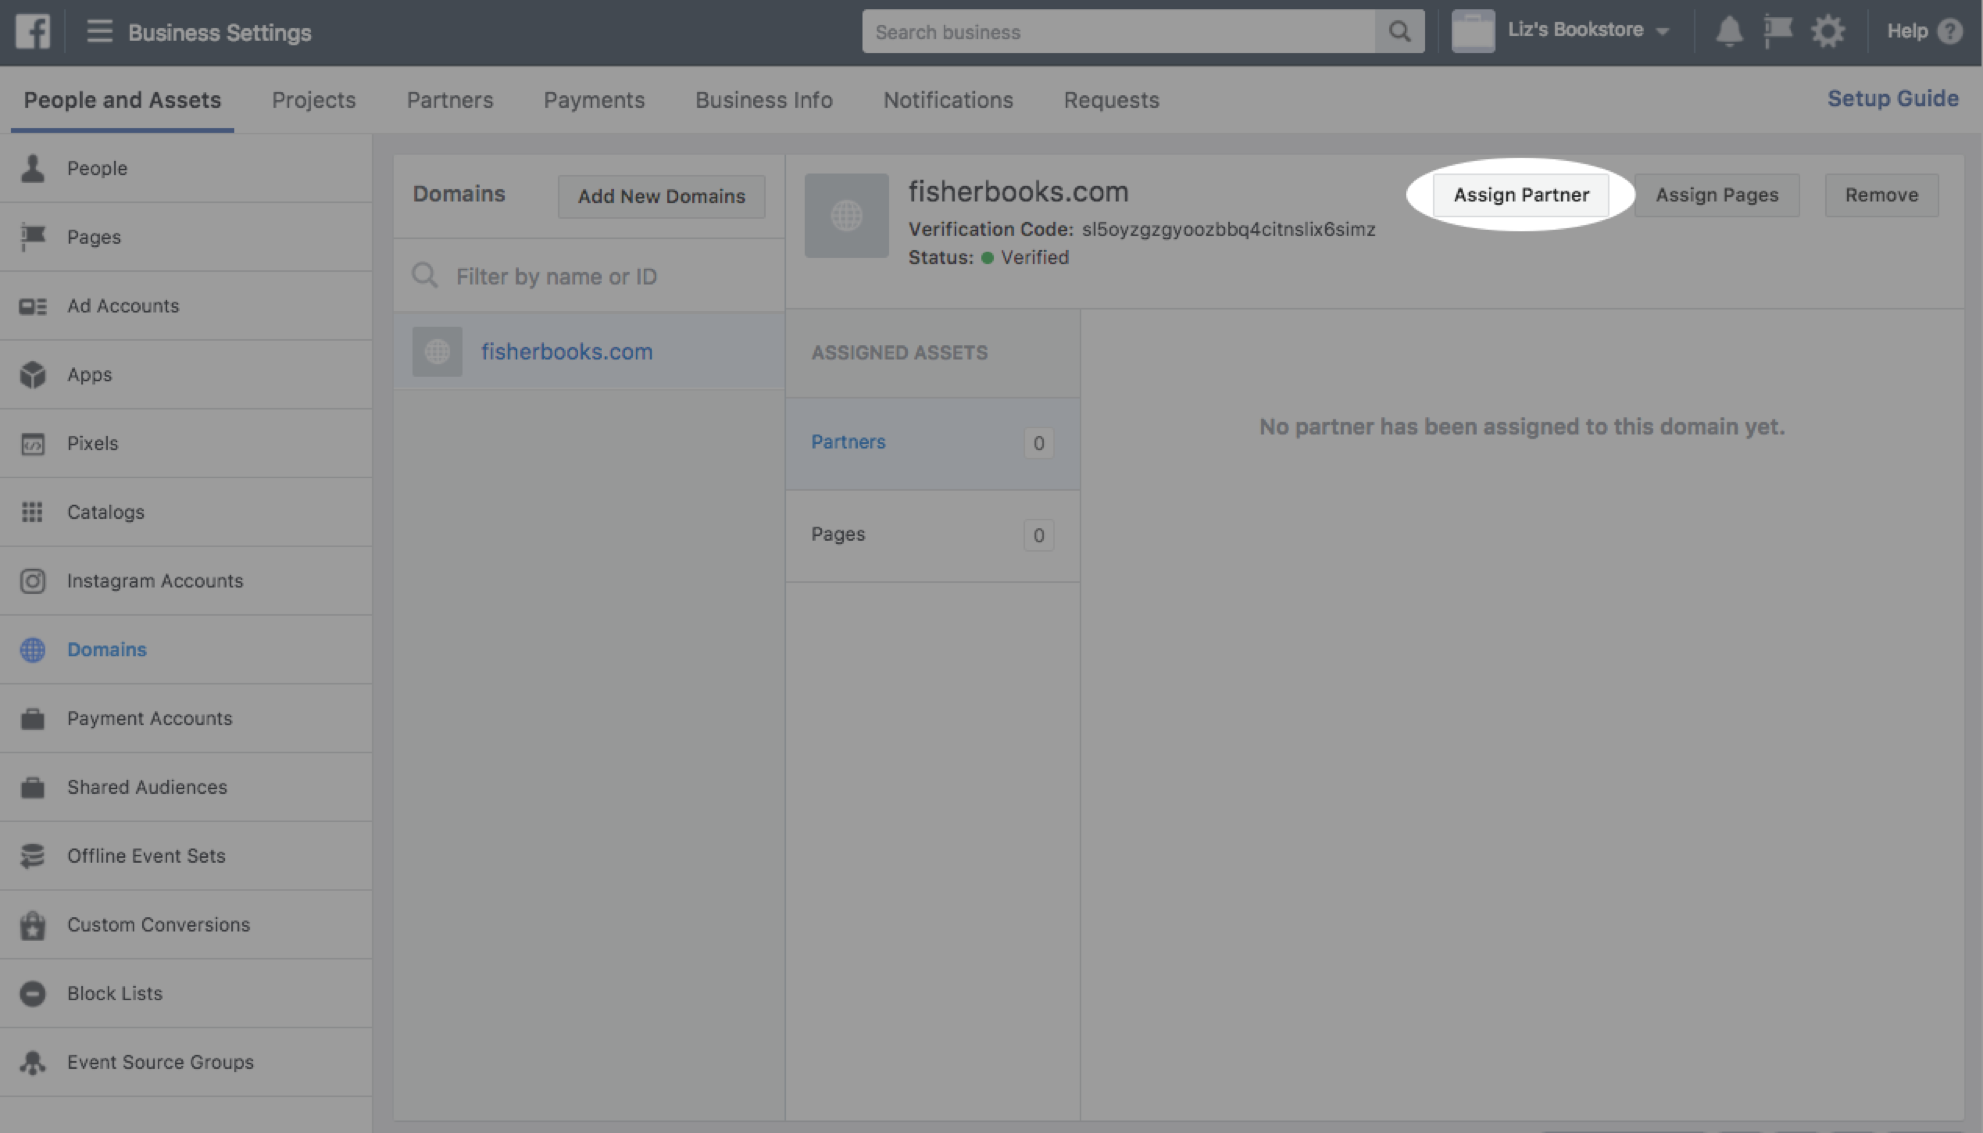 Business Settings
Search business
Liz's Bookstore
Help ?
People and Assets Projects Partners Payments Business Info Notifications Requests Setup Guide
People
Pages
Ad Accounts
Apps
Pixels
Catalogs
Instagram Accounts
Domains
Payment Accounts
Shared Audiences
Offline Event Sets
Custom Conversions
Block Lists
Event Source Groups
Domains Add New Domains
Filter by name or ID
fisherbooks.com
fisherbooks.com
Verification Code: sl5oyzgzgyoozbbq4citnslix6simz
Status: Verified
Assign Partner Assign Pages Remove
ASSIGNED ASSETS
Partners 0
Pages 0
No partner has been assigned to this domain yet.